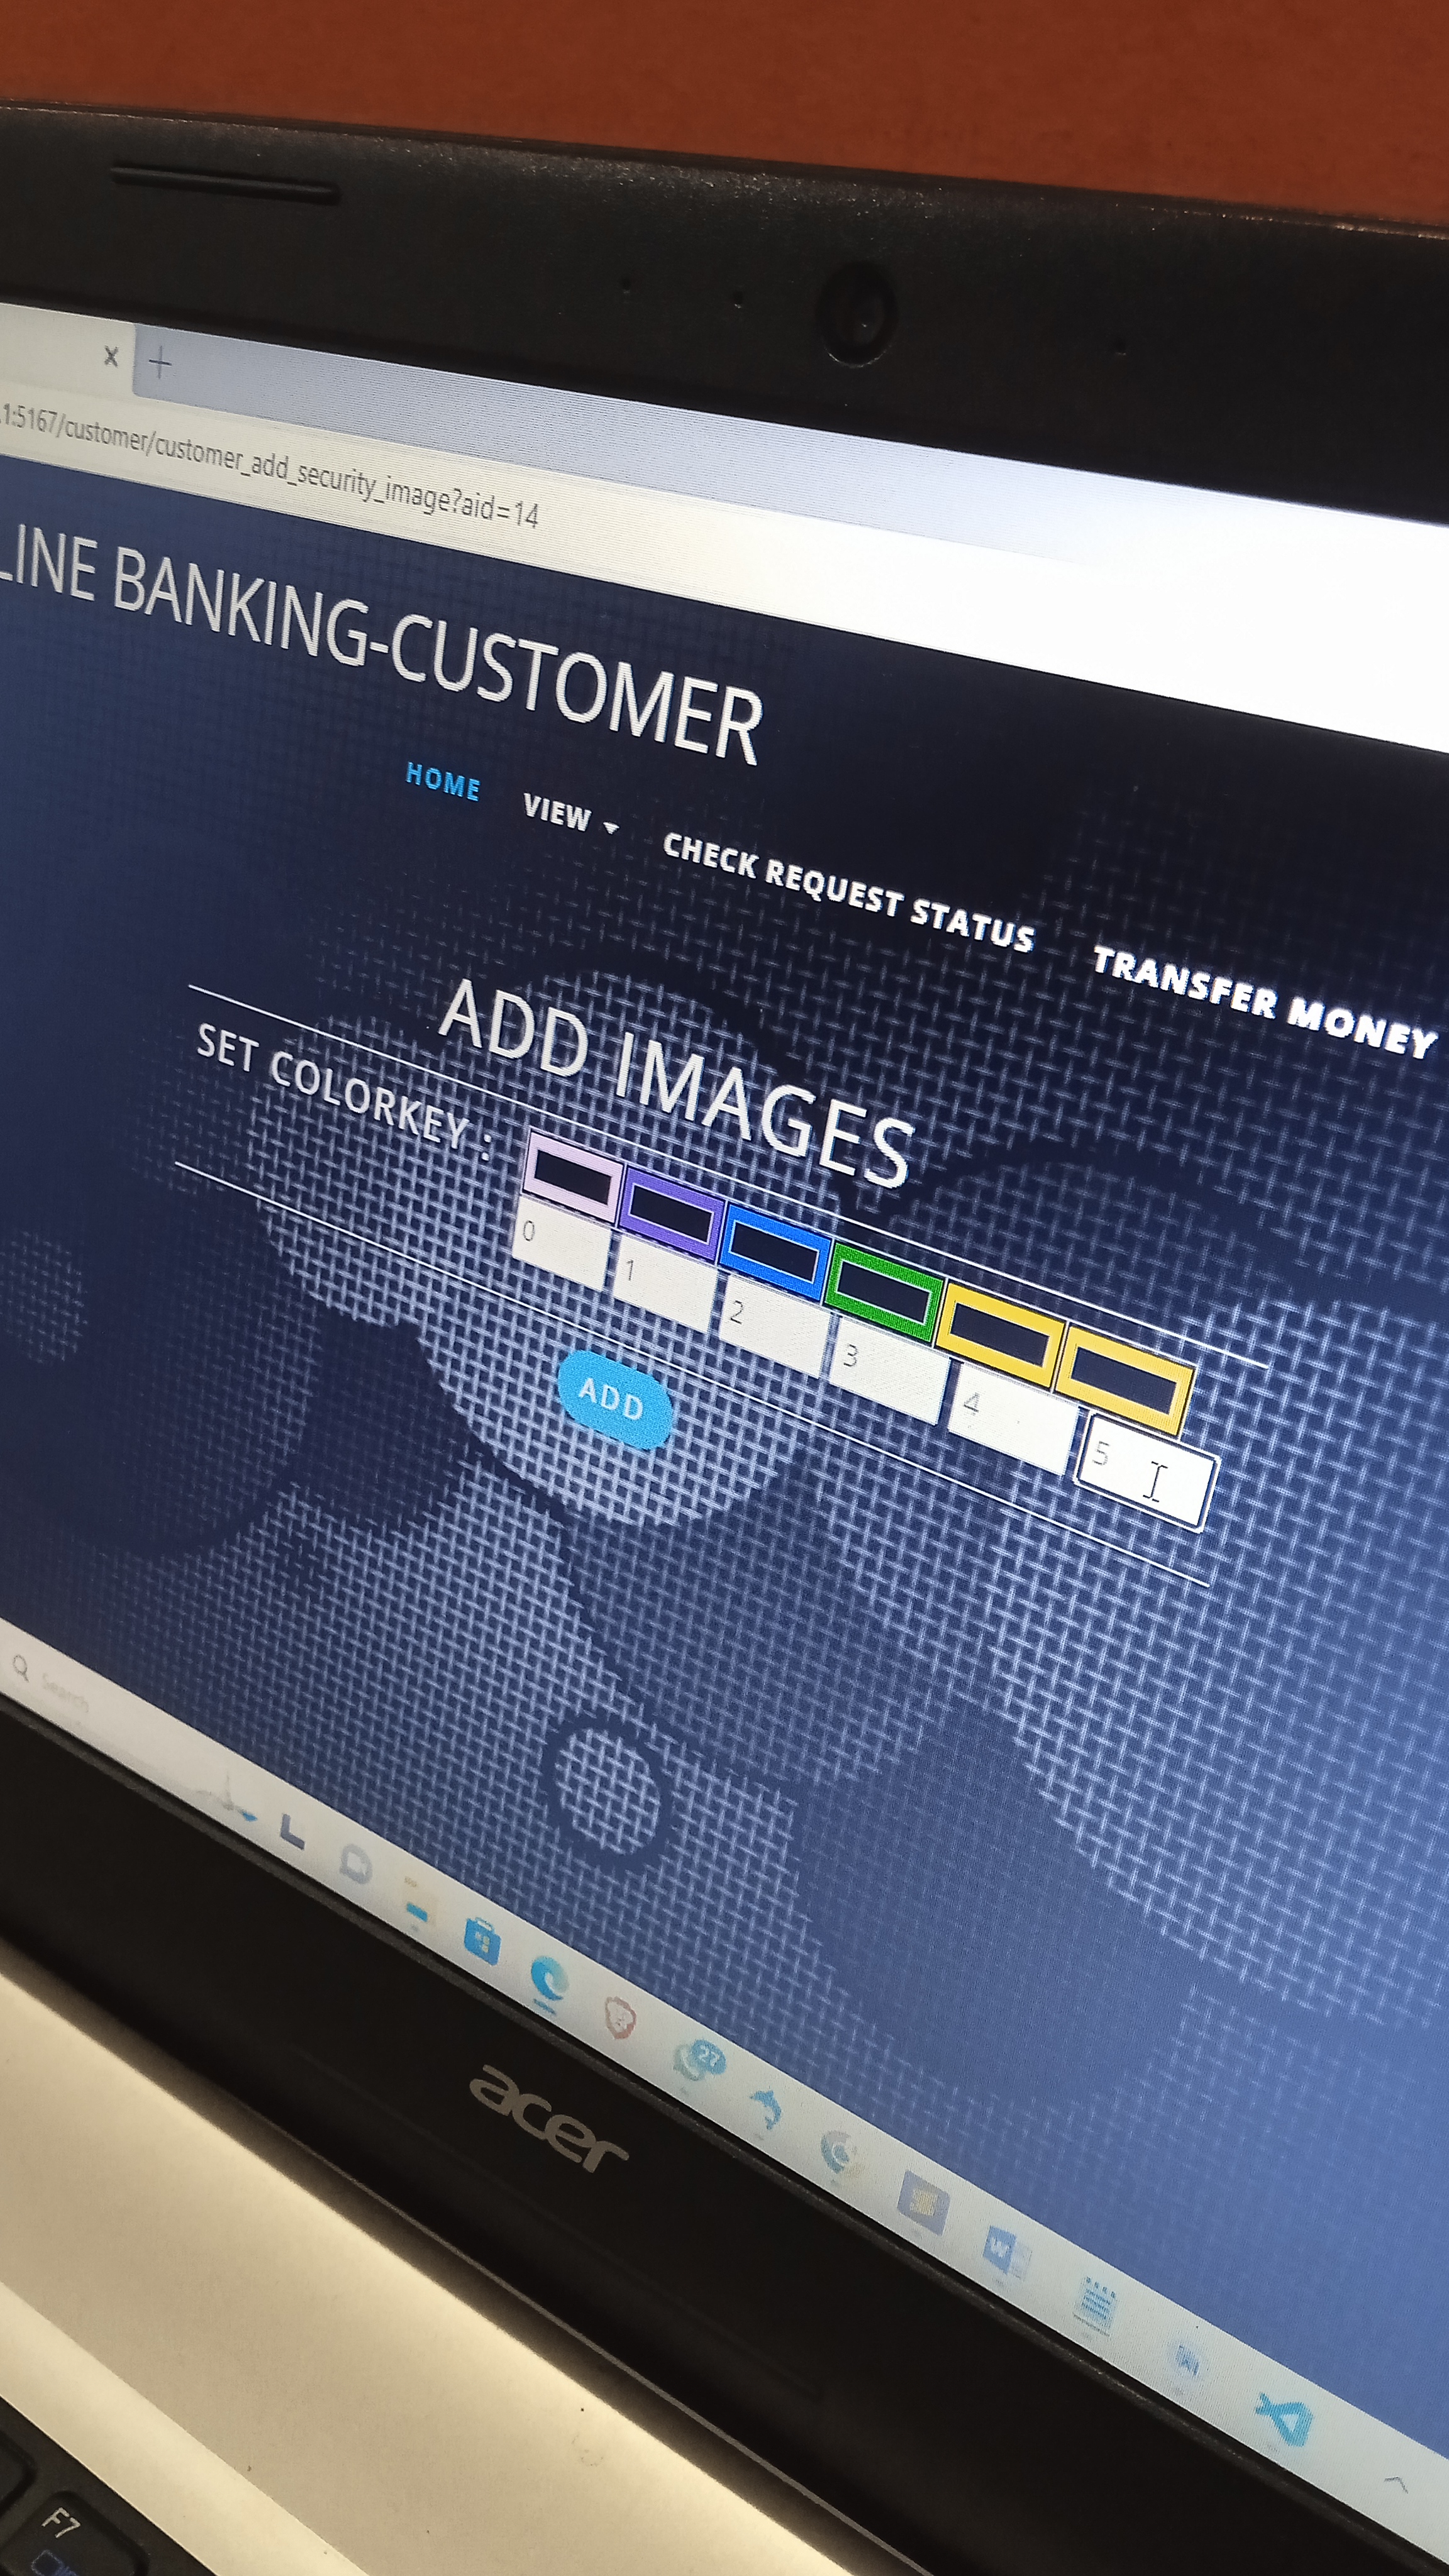 .1:5167/customer/customer_add_security_image?aid=14
LINE BANKING-CUSTOMER
HOME VIEW CHECK REQUEST STATUS TRANSFER MONEY
ADD IMAGES
SET COLORKEY :
0 1 2 3 4 5
ADD
Search
27
acer
F7